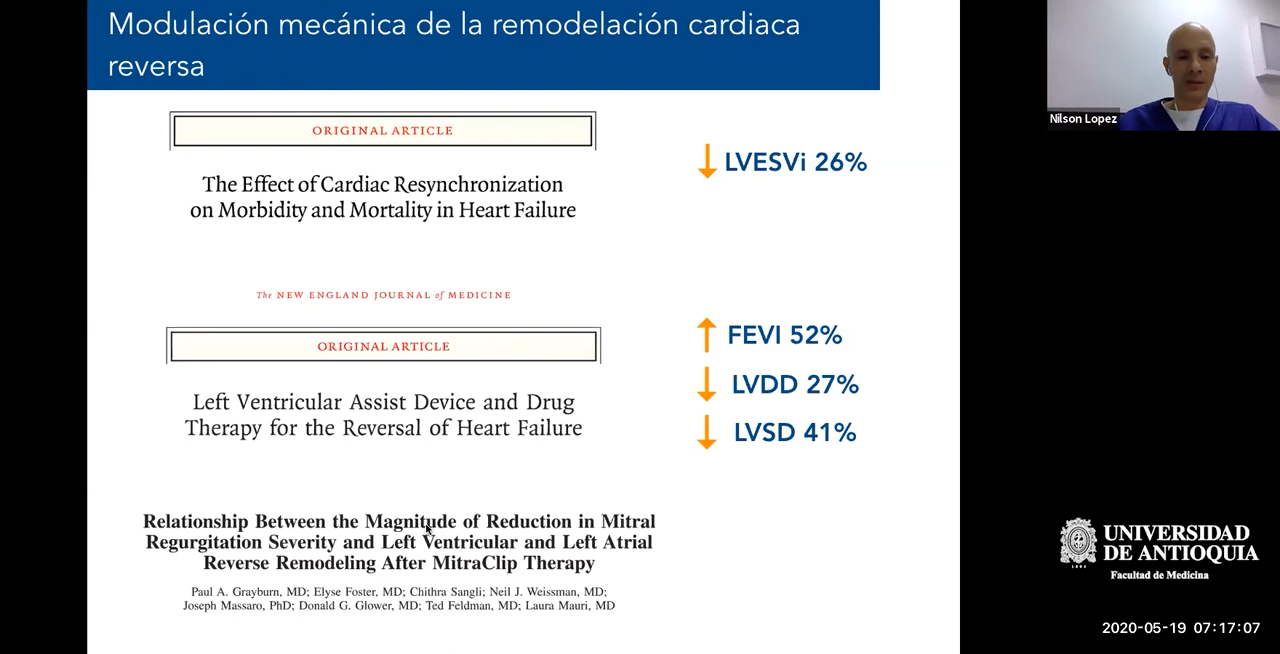 Modulación mecánica de la remodelación cardiaca
reversa
ORIGINAL ARTICLE
The Effect of Cardiac Resynchronization
on Morbidity and Mortality in Heart Failure
↓ LVESVi 26%
The NEW ENGLAND JOURNAL of MEDICINE
ORIGINAL ARTICLE
Left Ventricular Assist Device and Drug
Therapy for the Reversal of Heart Failure
↑ FEVI 52%
↓ LVDD 27%
↓ LVSD 41%
Relationship Between the Magnitude of Reduction in Mitral
Regurgitation Severity and Left Ventricular and Left Atrial
Reverse Remodeling After MitraClip Therapy
Paul A. Grayburn, MD; Elyse Foster, MD; Chithra Sangli; Neil J. Weissman, MD;
Joseph Massaro, PhD; Donald G. Glower, MD; Ted Feldman, MD; Laura Mauri, MD
Nilson Lopez
UNIVERSIDAD
DE ANTIOQUIA
1803
Facultad de Medicina
2020-05-19 07:17:07